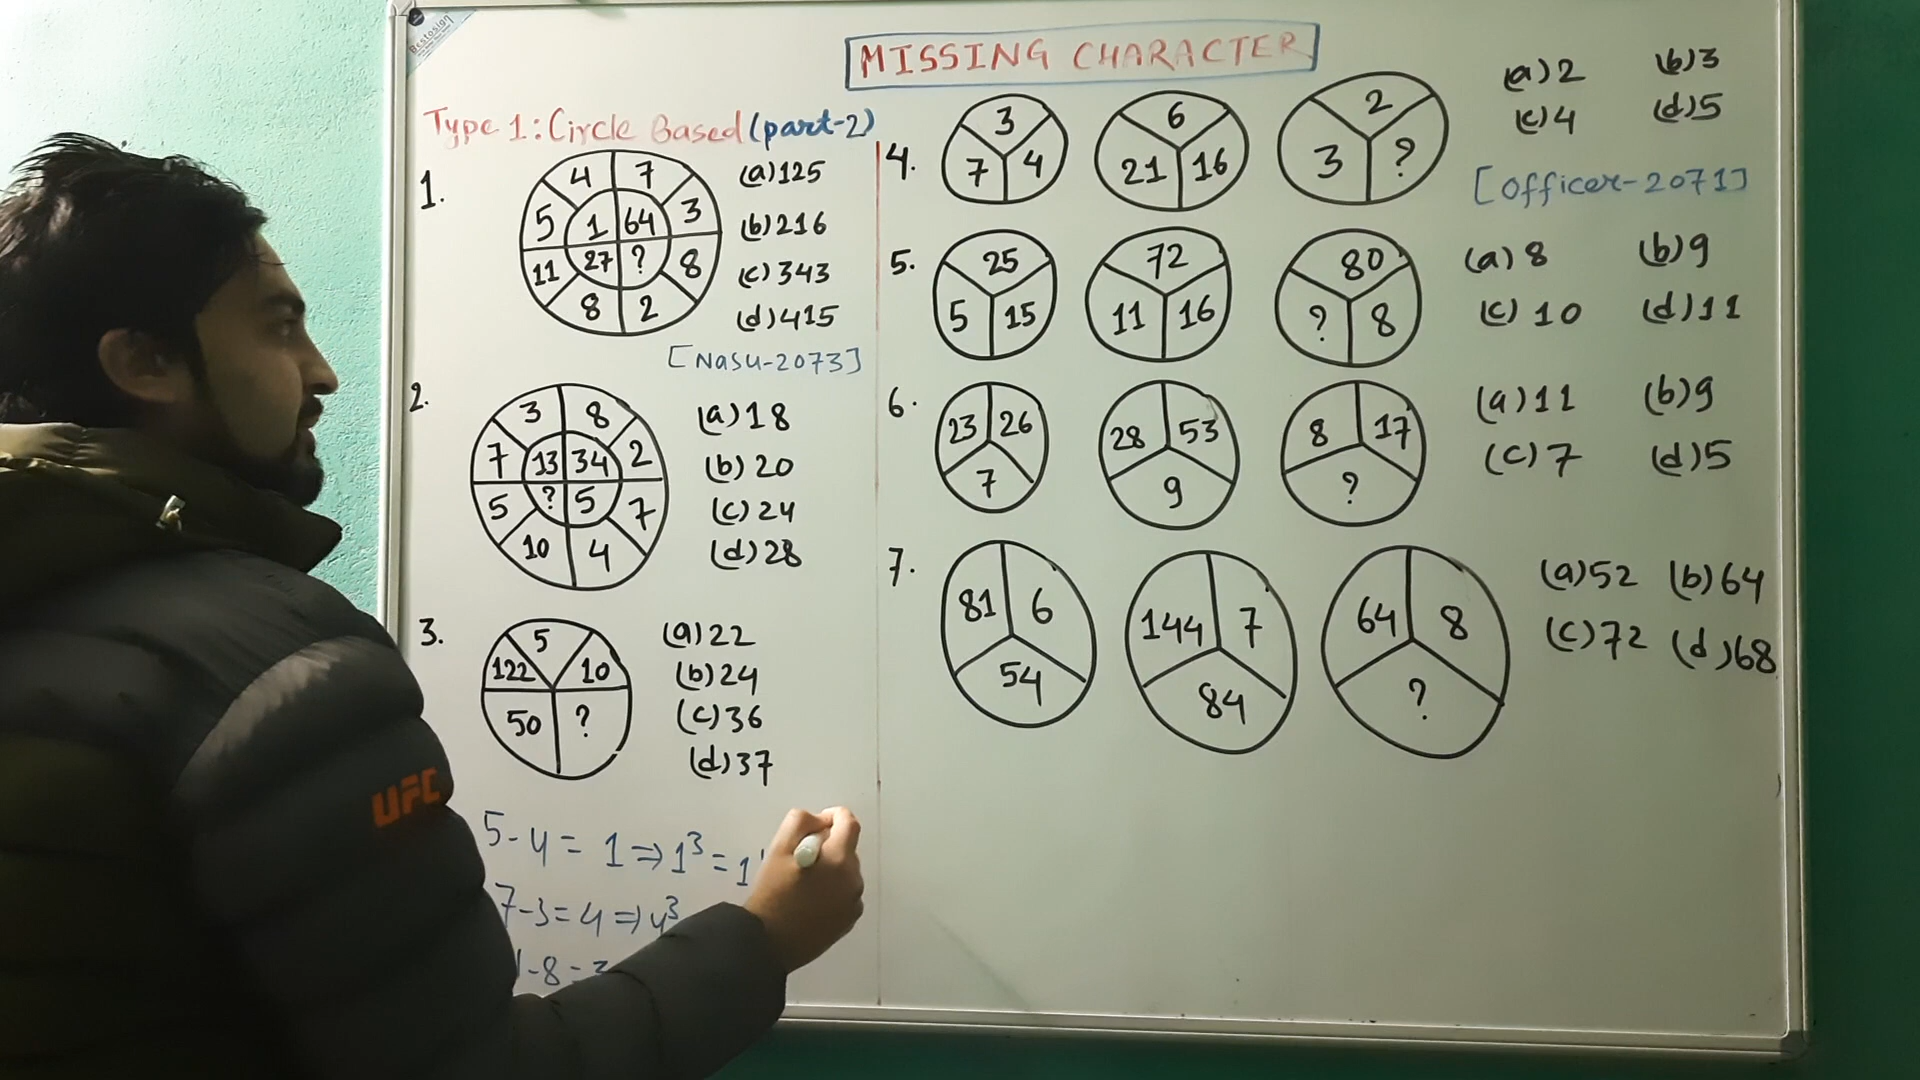 Bestosign
MISSING CHARACTER
Type 1: Circle Based (part-2)
1.
4 7
5 1 64 3
11 27 ? 8
8 2
(a) 125
(b) 216
(c) 343
(d) 415
[Nasu-2073]
2.
3 8
7 13 34 2
5 ? 5 7
10 4
(a) 18
(b) 20
(c) 24
(d) 28
3.
5
122 10
50 ?
(a) 22
(b) 24
(c) 36
(d) 37
5-4 = 1 ⇒ 1³ = 1
7-3 = 4 ⇒ 4³
-8 = 3
UFC
4.
3
7 4
6
21 16
2
3 ?
(a) 2 (b) 3
(c) 4 (d) 5
[Officer-2071]
5.
25
5 15
72
11 16
80
? 8
(a) 8 (b) 9
(c) 10 (d) 11
6.
23 26
7
28 53
9
8 17
?
(a) 11 (b) 9
(c) 7 (d) 5
7.
81 6
54
144 7
84
64 8
?
(a) 52 (b) 64
(c) 72 (d) 68